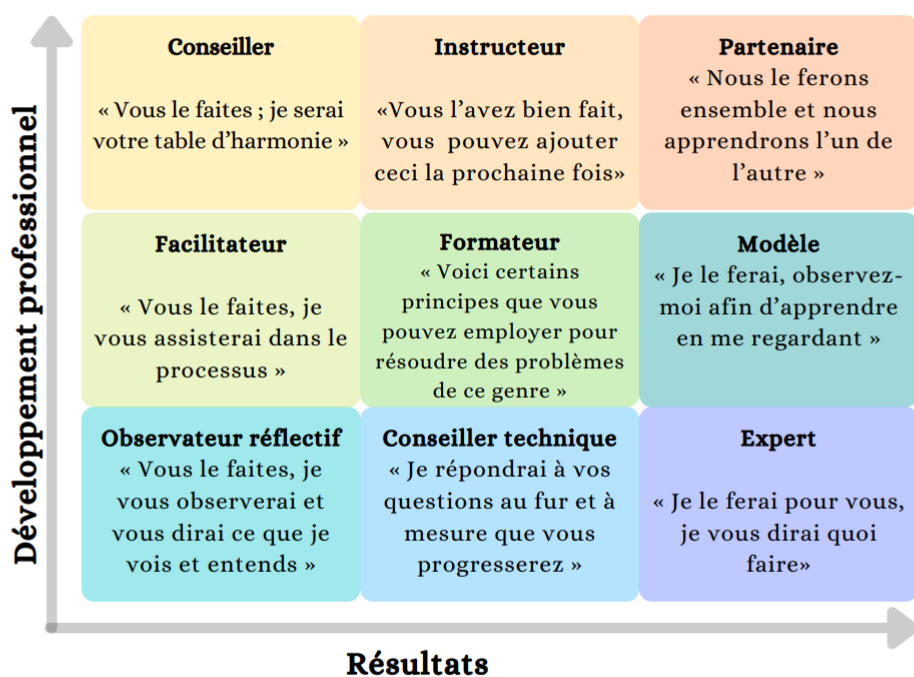 Développement professionnel
Conseiller
« Vous le faites ; je serai
votre table d’harmonie »
Instructeur
«Vous l’avez bien fait,
vous pouvez ajouter
ceci la prochaine fois»
Partenaire
« Nous le ferons
ensemble et nous
apprendrons l’un de
l’autre »
Facilitateur
« Vous le faites, je
vous assisterai dans le
processus »
Formateur
« Voici certains
principes que vous
pouvez employer pour
résoudre des problèmes
de ce genre »
Modèle
« Je le ferai, observez-
moi afin d’apprendre
en me regardant »
Observateur réflectif
« Vous le faites, je
vous observerai et
vous dirai ce que je
vois et entends »
Conseiller technique
« Je répondrai à vos
questions au fur et à
mesure que vous
progresserez »
Expert
« Je le ferai pour vous,
je vous dirai quoi
faire»
Résultats